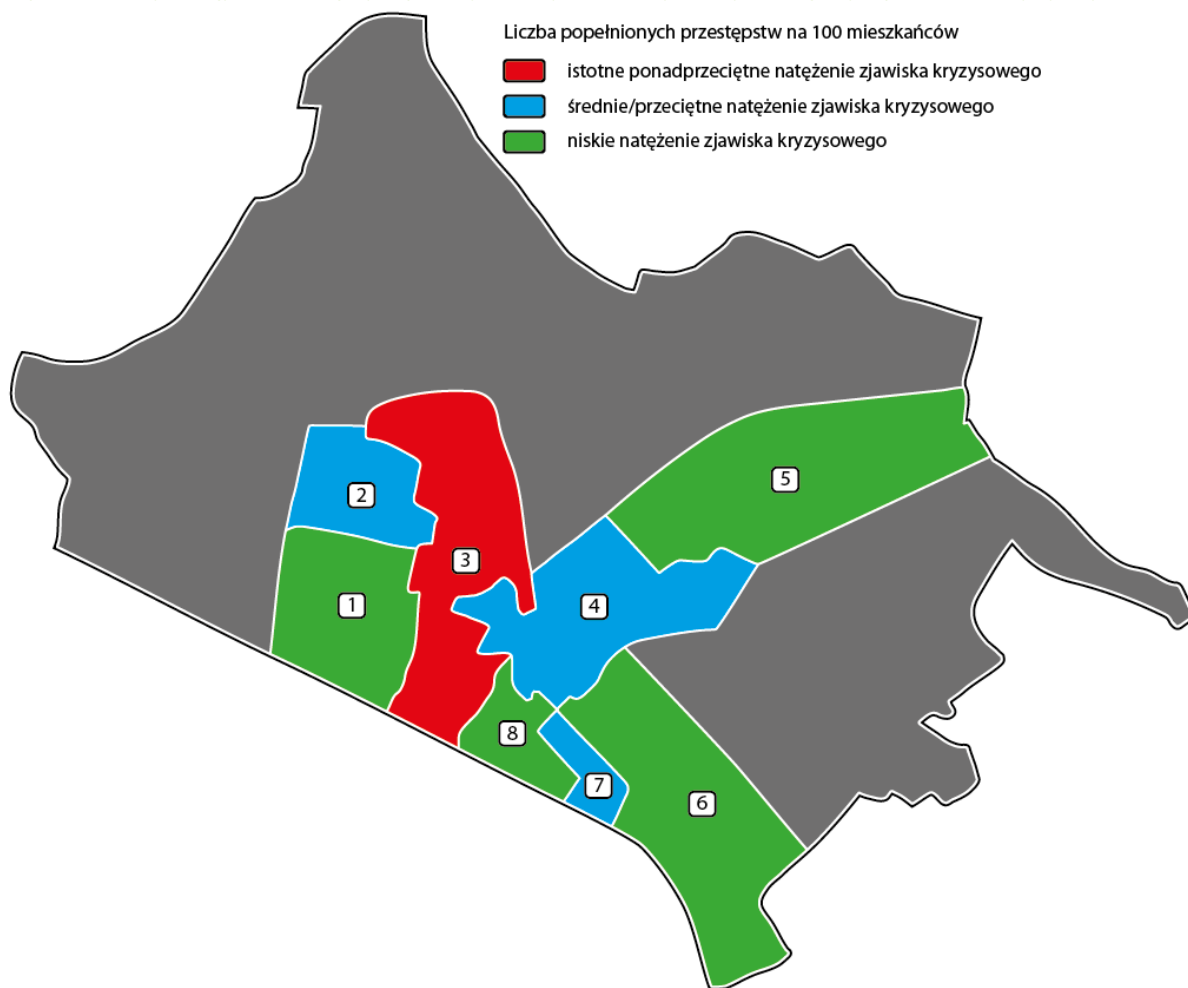 Liczba popełnionych przestępstw na 100 mieszkańców
istotne ponadprzeciętne natężenie zjawiska kryzysowego
średnie/przeciętne natężenie zjawiska kryzysowego
niskie natężenie zjawiska kryzysowego
5
2
3
1
4
8
7
6